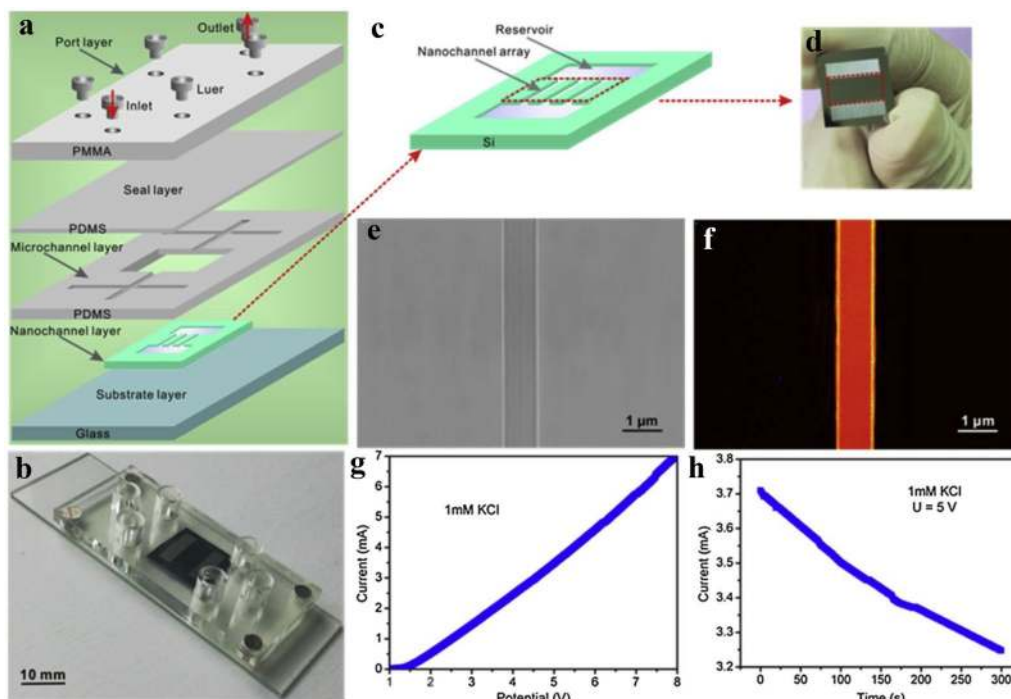 a
Outlet
Port layer
Luer
Inlet
PMMA
Seal layer
PDMS
Microchannel layer
PDMS
Nanochannel layer
Substrate layer
Glass
b
10 mm
c
Reservoir
Nanochannel array
Si
d
e
1 μm
f
1 μm
g
7
6
5
4
3
2
1
0
Current (mA)
1mM KCl
1 2 3 4 5 6 7 8
Potential (V)
h
3.8
3.7
3.6
3.5
3.4
3.3
3.2
Current (mA)
1mM KCl
U = 5 V
0 50 100 150 200 250 300
Time (s)